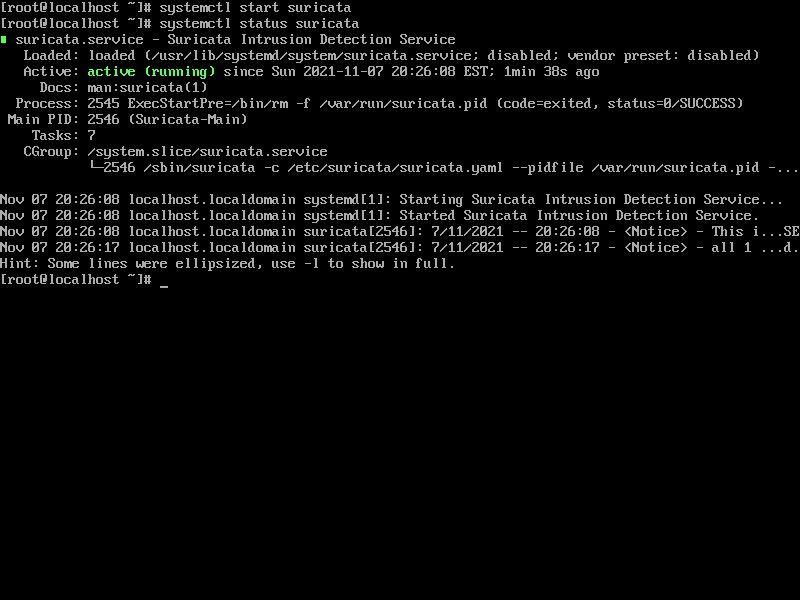 [root@localhost ~]# systemctl start suricata
[root@localhost ~]# systemctl status suricata
suricata.service - Suricata Intrusion Detection Service
   Loaded: loaded (/usr/lib/systemd/system/suricata.service; disabled; vendor preset: disabled)
   Active: active (running) since Sun 2021-11-07 20:26:08 EST; 1min 38s ago
     Docs: man:suricata(1)
  Process: 2545 ExecStartPre=/bin/rm -f /var/run/suricata.pid (code=exited, status=0/SUCCESS)
 Main PID: 2546 (Suricata-Main)
    Tasks: 7
   CGroup: /system.slice/suricata.service
           └─2546 /sbin/suricata -c /etc/suricata/suricata.yaml --pidfile /var/run/suricata.pid -...
Nov 07 20:26:08 localhost.localdomain systemd[1]: Starting Suricata Intrusion Detection Service...
Nov 07 20:26:08 localhost.localdomain systemd[1]: Started Suricata Intrusion Detection Service.
Nov 07 20:26:08 localhost.localdomain suricata[2546]: 7/11/2021 -- 20:26:08 - <Notice> - This i...SE
Nov 07 20:26:17 localhost.localdomain suricata[2546]: 7/11/2021 -- 20:26:17 - <Notice> - all 1 ...d.
Hint: Some lines were ellipsized, use -l to show in full.
[root@localhost ~]# _